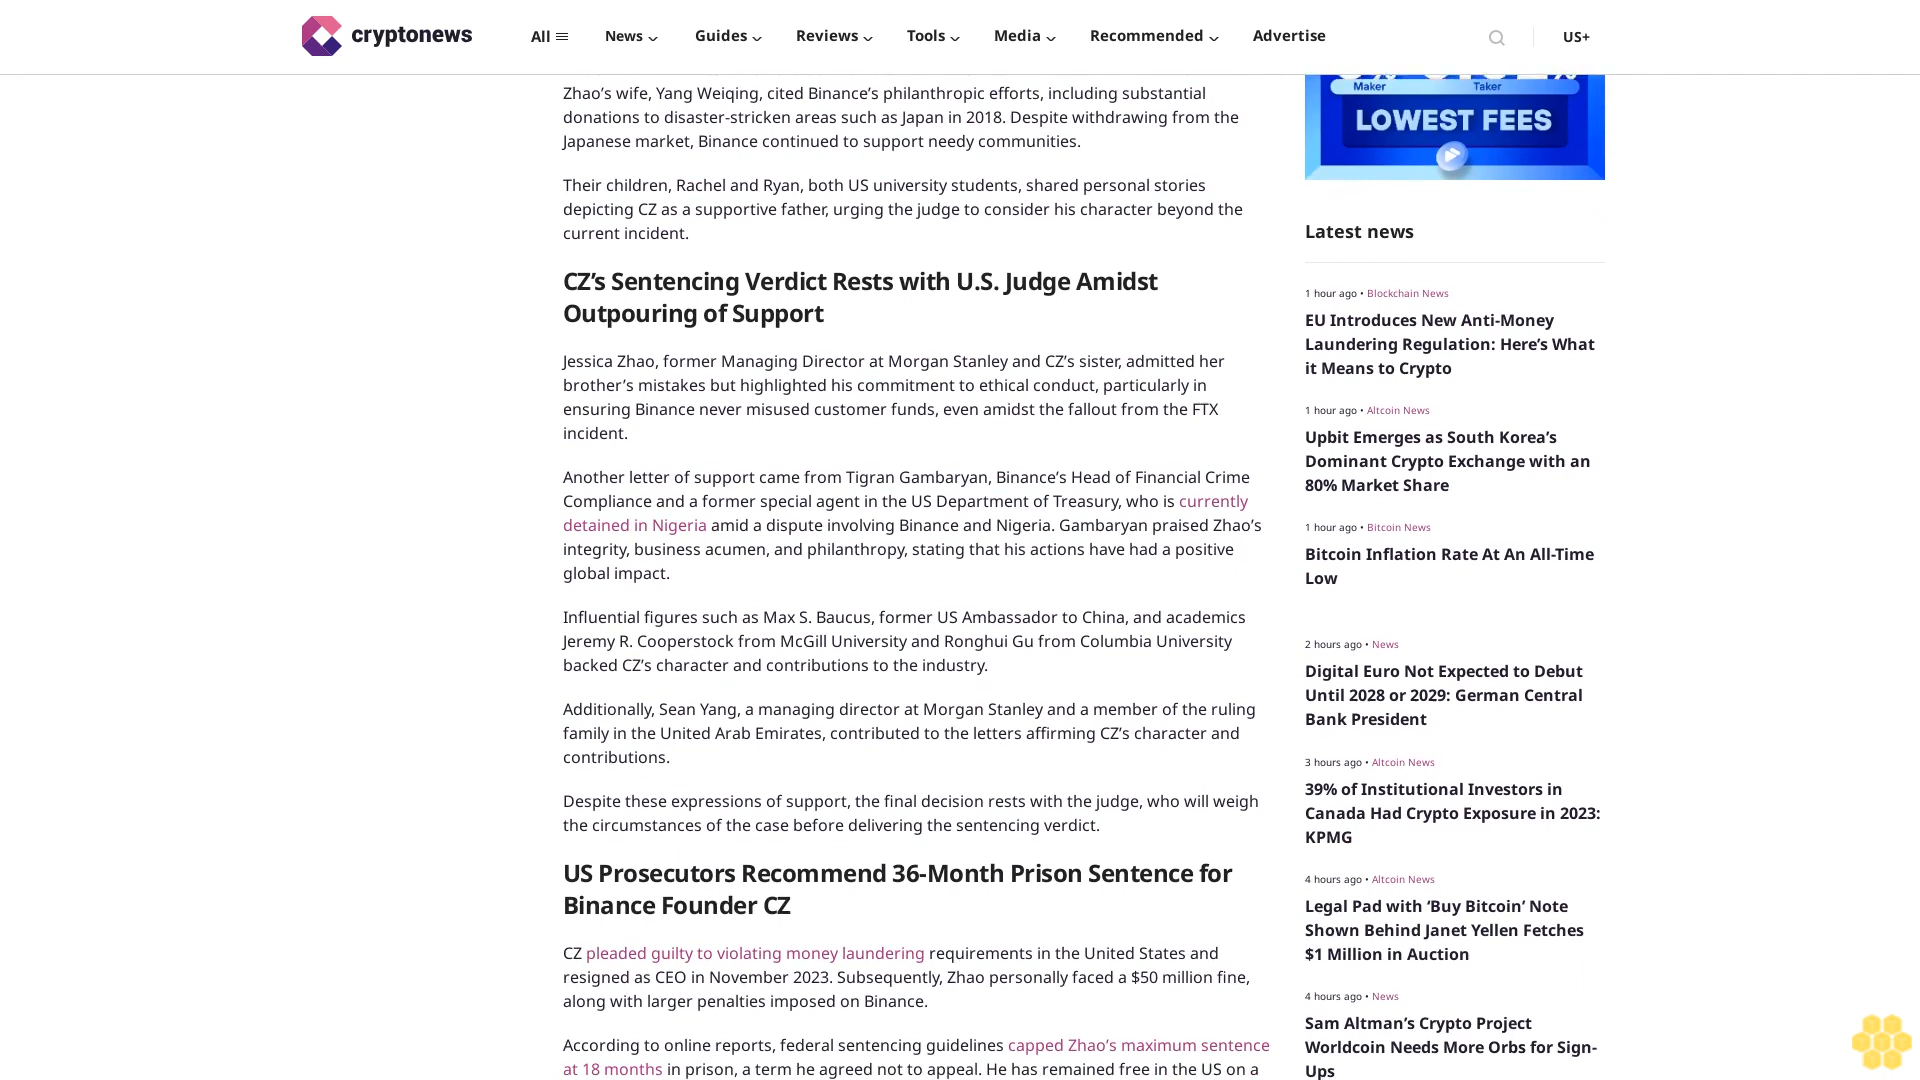 cryptonews
All
News
Guides
Reviews
Tools
Media
Recommended
Advertise
US+
Zhao’s wife, Yang Weiqing, cited Binance’s philanthropic efforts, including substantial
donations to disaster-stricken areas such as Japan in 2018. Despite withdrawing from the
Japanese market, Binance continued to support needy communities.
Their children, Rachel and Ryan, both US university students, shared personal stories
depicting CZ as a supportive father, urging the judge to consider his character beyond the
current incident.
CZ’s Sentencing Verdict Rests with U.S. Judge Amidst
Outpouring of Support
Jessica Zhao, former Managing Director at Morgan Stanley and CZ’s sister, admitted her
brother’s mistakes but highlighted his commitment to ethical conduct, particularly in
ensuring Binance never misused customer funds, even amidst the fallout from the FTX
incident.
Another letter of support came from Tigran Gambaryan, Binance’s Head of Financial Crime
Compliance and a former special agent in the US Department of Treasury, who is currently
detained in Nigeria amid a dispute involving Binance and Nigeria. Gambaryan praised Zhao’s
integrity, business acumen, and philanthropy, stating that his actions have had a positive
global impact.
Influential figures such as Max S. Baucus, former US Ambassador to China, and academics
Jeremy R. Cooperstock from McGill University and Ronghui Gu from Columbia University
backed CZ’s character and contributions to the industry.
Additionally, Sean Yang, a managing director at Morgan Stanley and a member of the ruling
family in the United Arab Emirates, contributed to the letters affirming CZ’s character and
contributions.
Despite these expressions of support, the final decision rests with the judge, who will weigh
the circumstances of the case before delivering the sentencing verdict.
US Prosecutors Recommend 36-Month Prison Sentence for
Binance Founder CZ
CZ pleaded guilty to violating money laundering requirements in the United States and
resigned as CEO in November 2023. Subsequently, Zhao personally faced a $50 million fine,
along with larger penalties imposed on Binance.
According to online reports, federal sentencing guidelines capped Zhao’s maximum sentence
at 18 months in prison, a term he agreed not to appeal. He has remained free in the US on a
Maker
Taker
LOWEST FEES
Latest news
1 hour ago • Blockchain News
EU Introduces New Anti-Money
Laundering Regulation: Here’s What
it Means to Crypto
1 hour ago • Altcoin News
Upbit Emerges as South Korea’s
Dominant Crypto Exchange with an
80% Market Share
1 hour ago • Bitcoin News
Bitcoin Inflation Rate At An All-Time
Low
2 hours ago • News
Digital Euro Not Expected to Debut
Until 2028 or 2029: German Central
Bank President
3 hours ago • Altcoin News
39% of Institutional Investors in
Canada Had Crypto Exposure in 2023:
KPMG
4 hours ago • Altcoin News
Legal Pad with ‘Buy Bitcoin’ Note
Shown Behind Janet Yellen Fetches
$1 Million in Auction
4 hours ago • News
Sam Altman’s Crypto Project
Worldcoin Needs More Orbs for Sign-
Ups